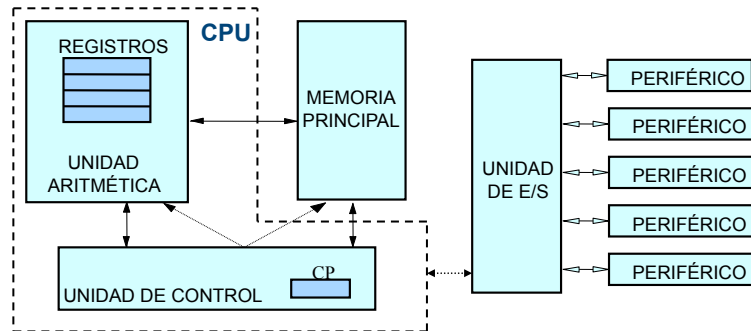 CPU
REGISTROS
UNIDAD
ARITMÉTICA
MEMORIA
PRINCIPAL
CP
UNIDAD DE CONTROL
UNIDAD
DE E/S
PERIFÉRICO
PERIFÉRICO
PERIFÉRICO
PERIFÉRICO
PERIFÉRICO